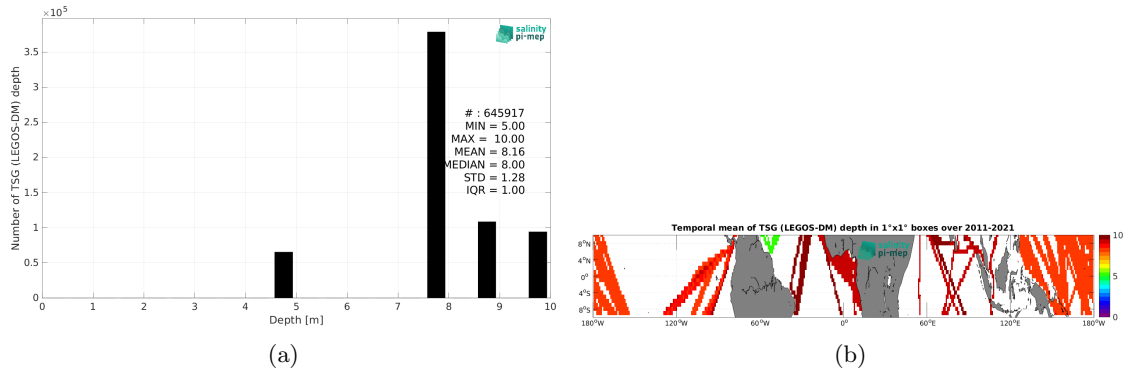 ×10⁵
salinity
pi-mep
3.5
3
2.5
2
1.5
1
0.5
0
Number of TSG (LEGOS-DM) depth
# : 645917
MIN = 5.00
MAX = 10.00
MEAN = 8.16
MEDIAN = 8.00
STD = 1.28
IQR = 1.00
0 1 2 3 4 5 6 7 8 9 10
Depth [m]
(a)
Temporal mean of TSG (LEGOS-DM) depth in 1°x1° boxes over 2011-2021
salinity
pi-mep
8°N
4°N
0°
4°S
8°S
180°W 120°W 60°W 0° 60°E 120°E 180°W
10
5
0
(b)